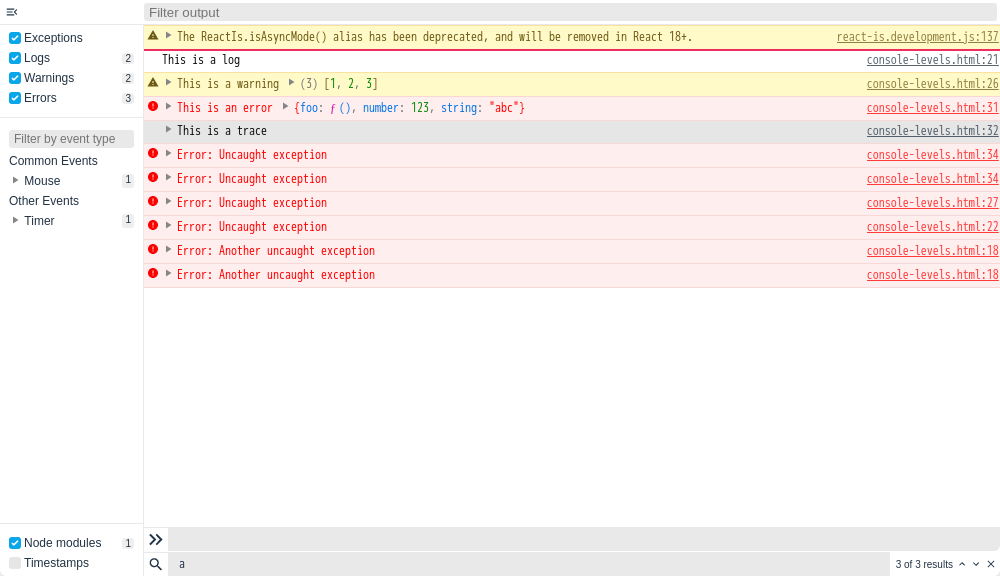 Filter output
Exceptions
Logs 2
Warnings 2
Errors 3
Filter by event type
Common Events
Mouse 1
Other Events
Timer 1
Node modules 1
Timestamps
The ReactIs.isAsyncMode() alias has been deprecated, and will be removed in React 18+. react-is.development.js:137
This is a log console-levels.html:21
This is a warning (3) [1, 2, 3] console-levels.html:26
This is an error {foo: ƒ (), number: 123, string: "abc"} console-levels.html:31
This is a trace console-levels.html:32
Error: Uncaught exception console-levels.html:34
Error: Uncaught exception console-levels.html:34
Error: Uncaught exception console-levels.html:27
Error: Uncaught exception console-levels.html:22
Error: Another uncaught exception console-levels.html:18
Error: Another uncaught exception console-levels.html:18
a 3 of 3 results